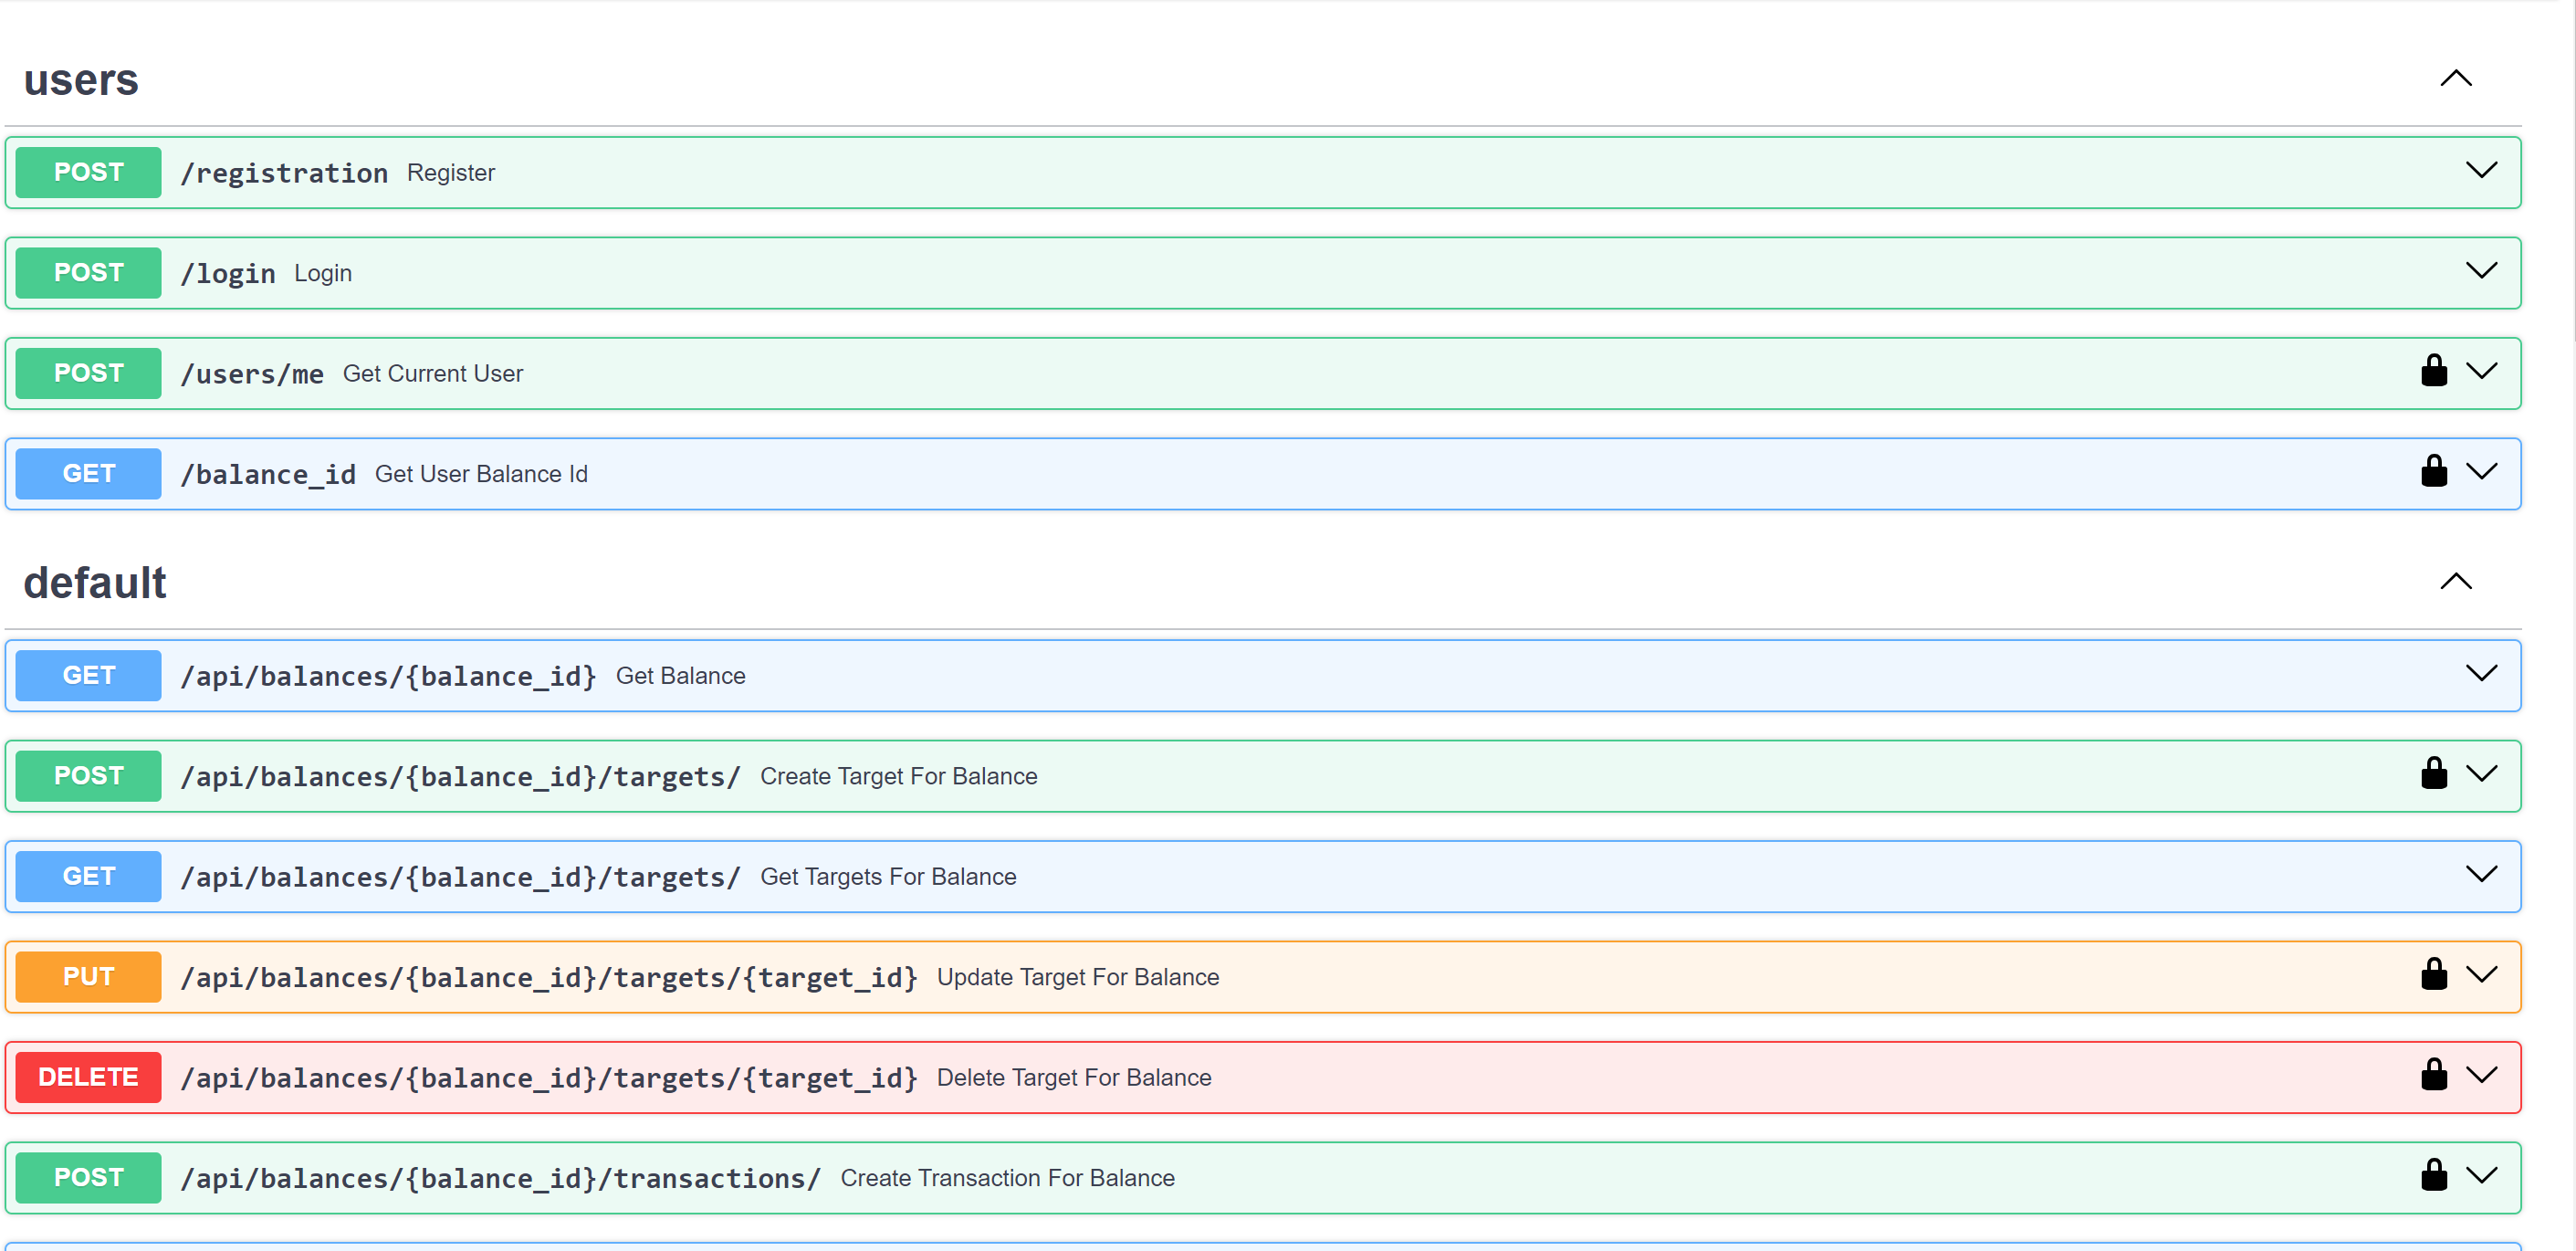 users
POST /registration Register
POST /login Login
POST /users/me Get Current User
GET /balance_id Get User Balance Id
default
GET /api/balances/{balance_id} Get Balance
POST /api/balances/{balance_id}/targets/ Create Target For Balance
GET /api/balances/{balance_id}/targets/ Get Targets For Balance
PUT /api/balances/{balance_id}/targets/{target_id} Update Target For Balance
DELETE /api/balances/{balance_id}/targets/{target_id} Delete Target For Balance
POST /api/balances/{balance_id}/transactions/ Create Transaction For Balance